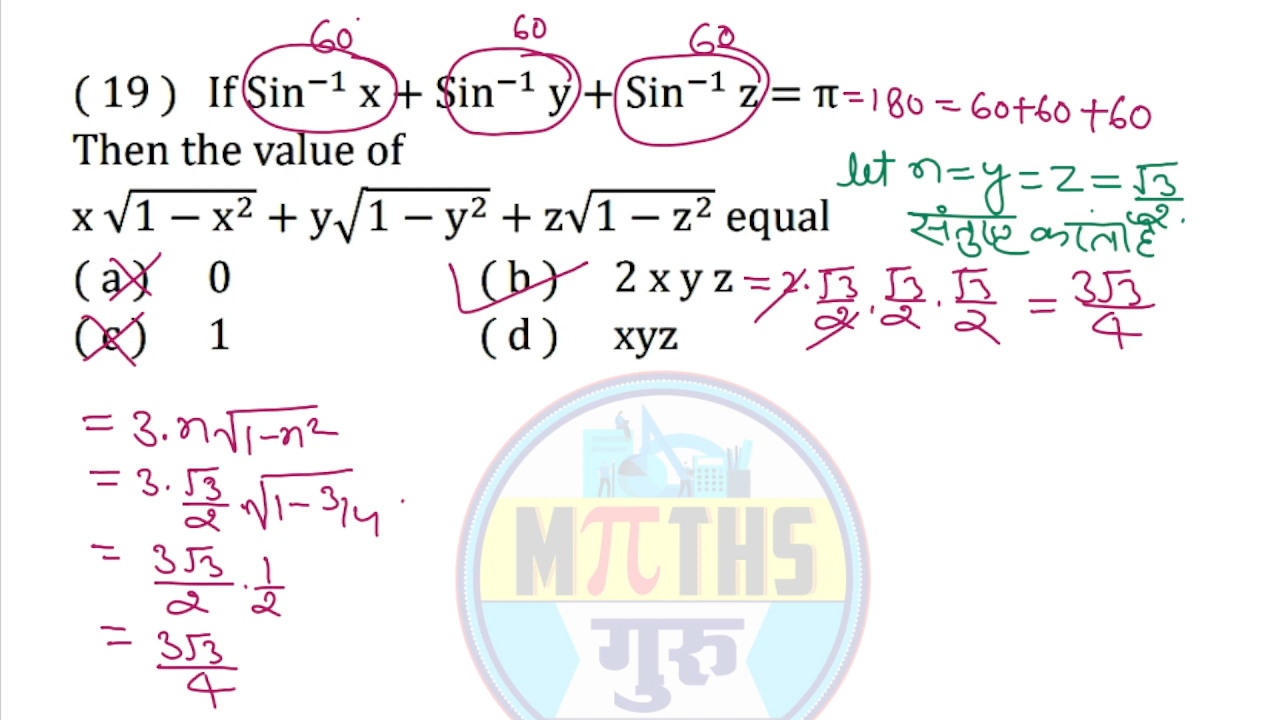 60° 60 60
( 19 ) If Sin⁻¹ x + Sin⁻¹ y + Sin⁻¹ z = π = 180 = 60+60+60
Then the value of
let x = y = z = √3/2
x √1 − x² + y√1 − y² + z√1 − z² equal
संतुष्ट करता है
( a ) 0
( b ) 2 x y z = 2 · √3/2 · √3/2 · √3/2 = 3√3/4
( c ) 1
( d ) xyz
= 3 · x √1−x²
= 3 · √3/2 · √1−3/4
= 3√3/2 · 1/2
= 3√3/4
MπTHS
गुरु